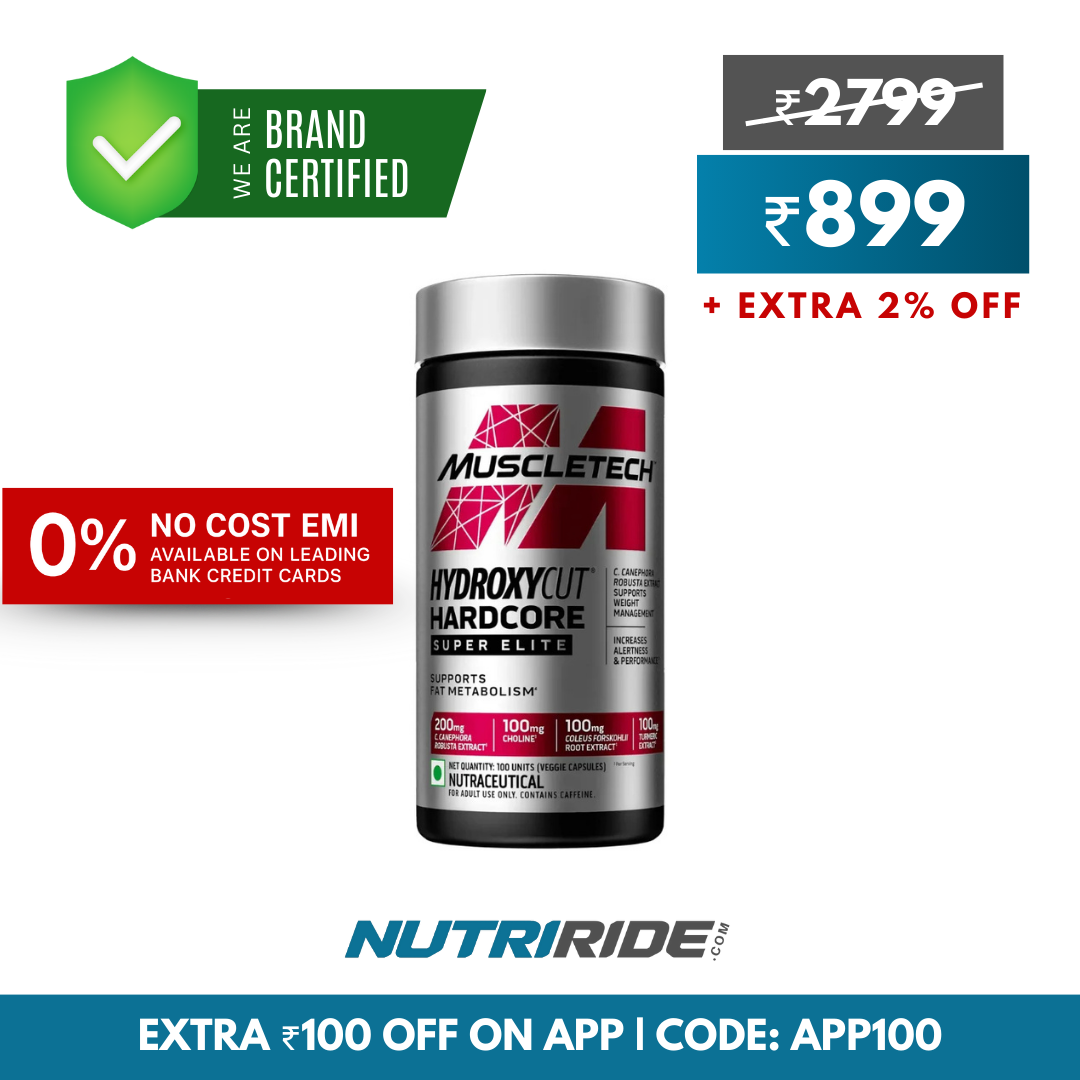 WE ARE
BRAND
CERTIFIED
₹2799
₹899
+ EXTRA 2% OFF
0%
NO COST EMI
AVAILABLE ON LEADING
BANK CREDIT CARDS
MUSCLETECH™
HYDROXYCUT®
HARDCORE
SUPER ELITE
C. CANEPHORA
ROBUSTA EXTRACT
SUPPORTS
WEIGHT
MANAGEMENT
INCREASES
ALERTNESS
& PERFORMANCE
SUPPORTS
FAT METABOLISM
200mg
C. CANEPHORA
ROBUSTA EXTRACT
100mg
CHOLINE
100mg
COLEUS FORSKOHLII
ROOT EXTRACT
100mg
TURMERIC
EXTRACT
NET QUANTITY: 100 UNITS (VEGGIE CAPSULES)
NUTRACEUTICAL
FOR ADULT USE ONLY. CONTAINS CAFFEINE.
NUTRIRIDE.COM
EXTRA ₹100 OFF ON APP | CODE: APP100